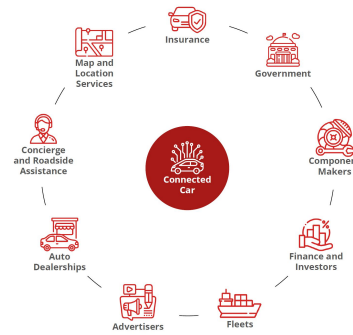 Insurance
Map and
Location
Services
Government
Concierge
and Roadside
Assistance
Connected
Car
Component
Makers
Auto
Dealerships
Finance and
Investors
Advertisers
Fleets